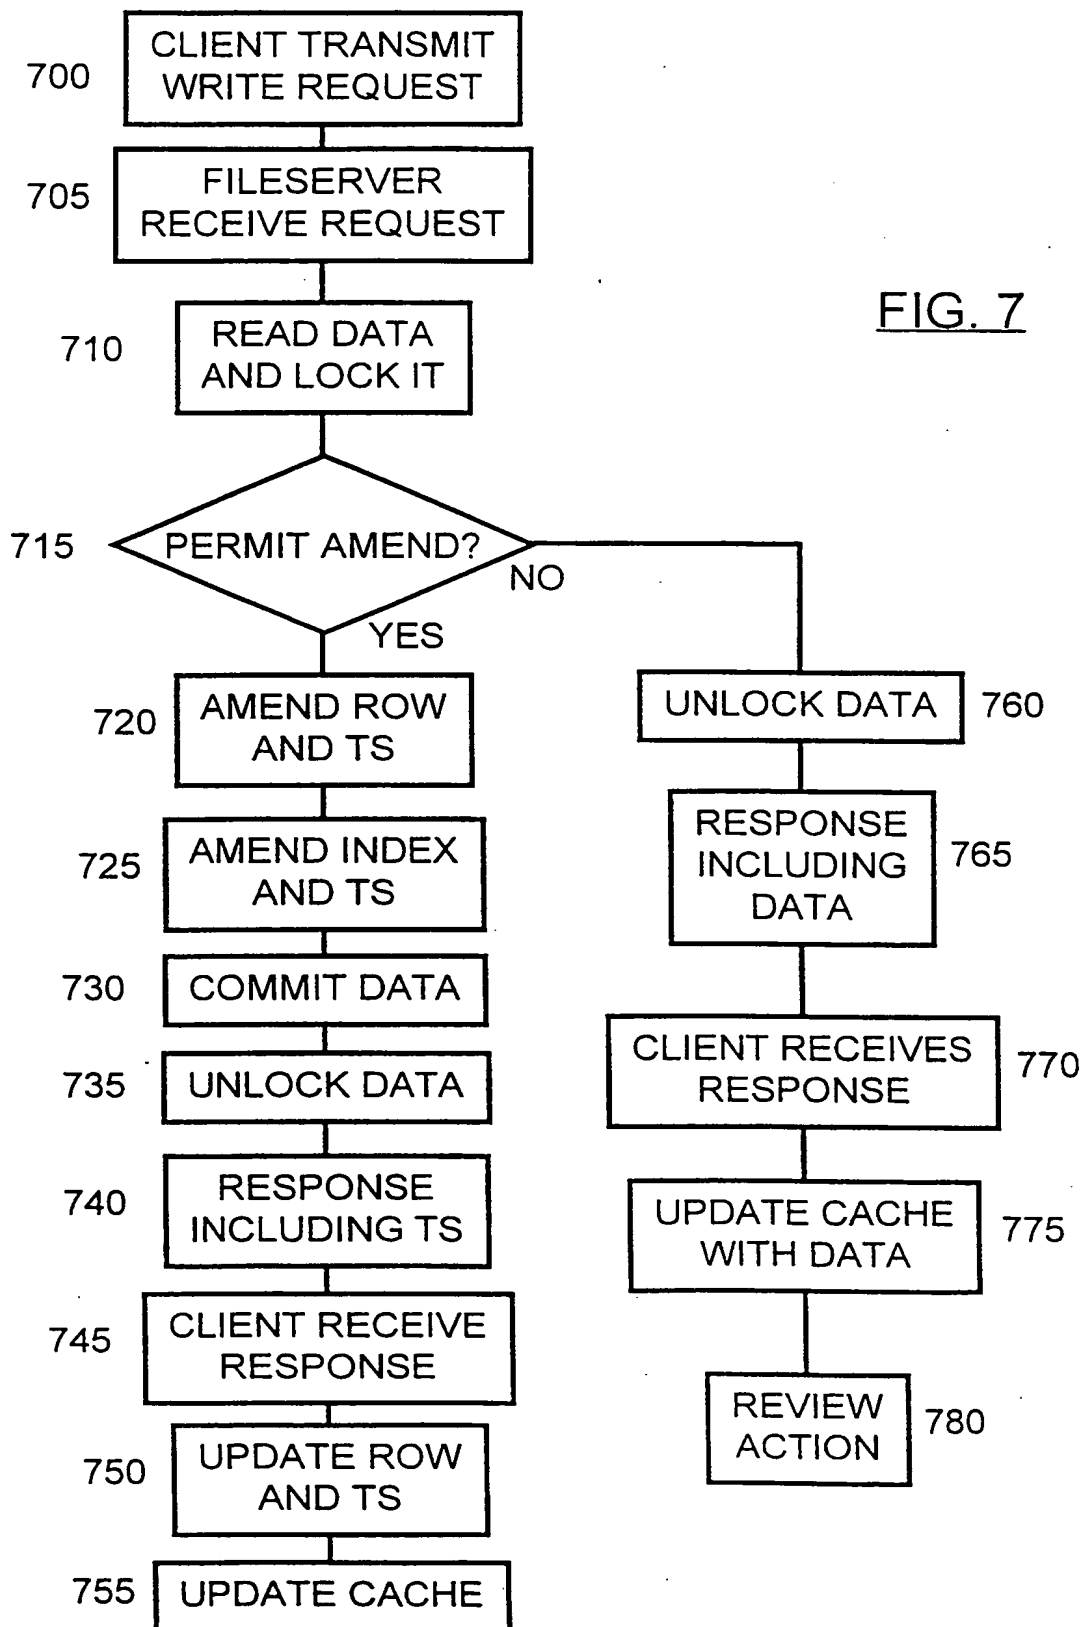 700
CLIENT TRANSMIT
WRITE REQUEST
705
FILESERVER
RECEIVE REQUEST
FIG. 7
710
READ DATA
AND LOCK IT
715
PERMIT AMEND?
NO
YES
720
AMEND ROW
AND TS
725
AMEND INDEX
AND TS
730
COMMIT DATA
735
UNLOCK DATA
740
RESPONSE
INCLUDING TS
745
CLIENT RECEIVE
RESPONSE
750
UPDATE ROW
AND TS
755
UPDATE CACHE
UNLOCK DATA
760
RESPONSE
INCLUDING
DATA
765
CLIENT RECEIVES
RESPONSE
770
UPDATE CACHE
WITH DATA
775
REVIEW
ACTION
780